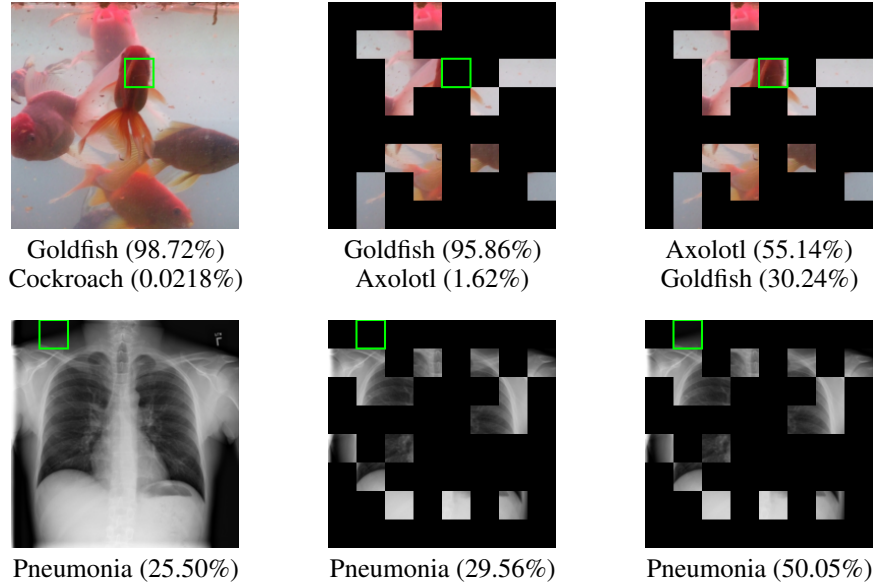 Goldfish (98.72%)
Cockroach (0.0218%)
Goldfish (95.86%)
Axolotl (1.62%)
Axolotl (55.14%)
Goldfish (30.24%)
Pneumonia (25.50%)
Pneumonia (29.56%)
Pneumonia (50.05%)